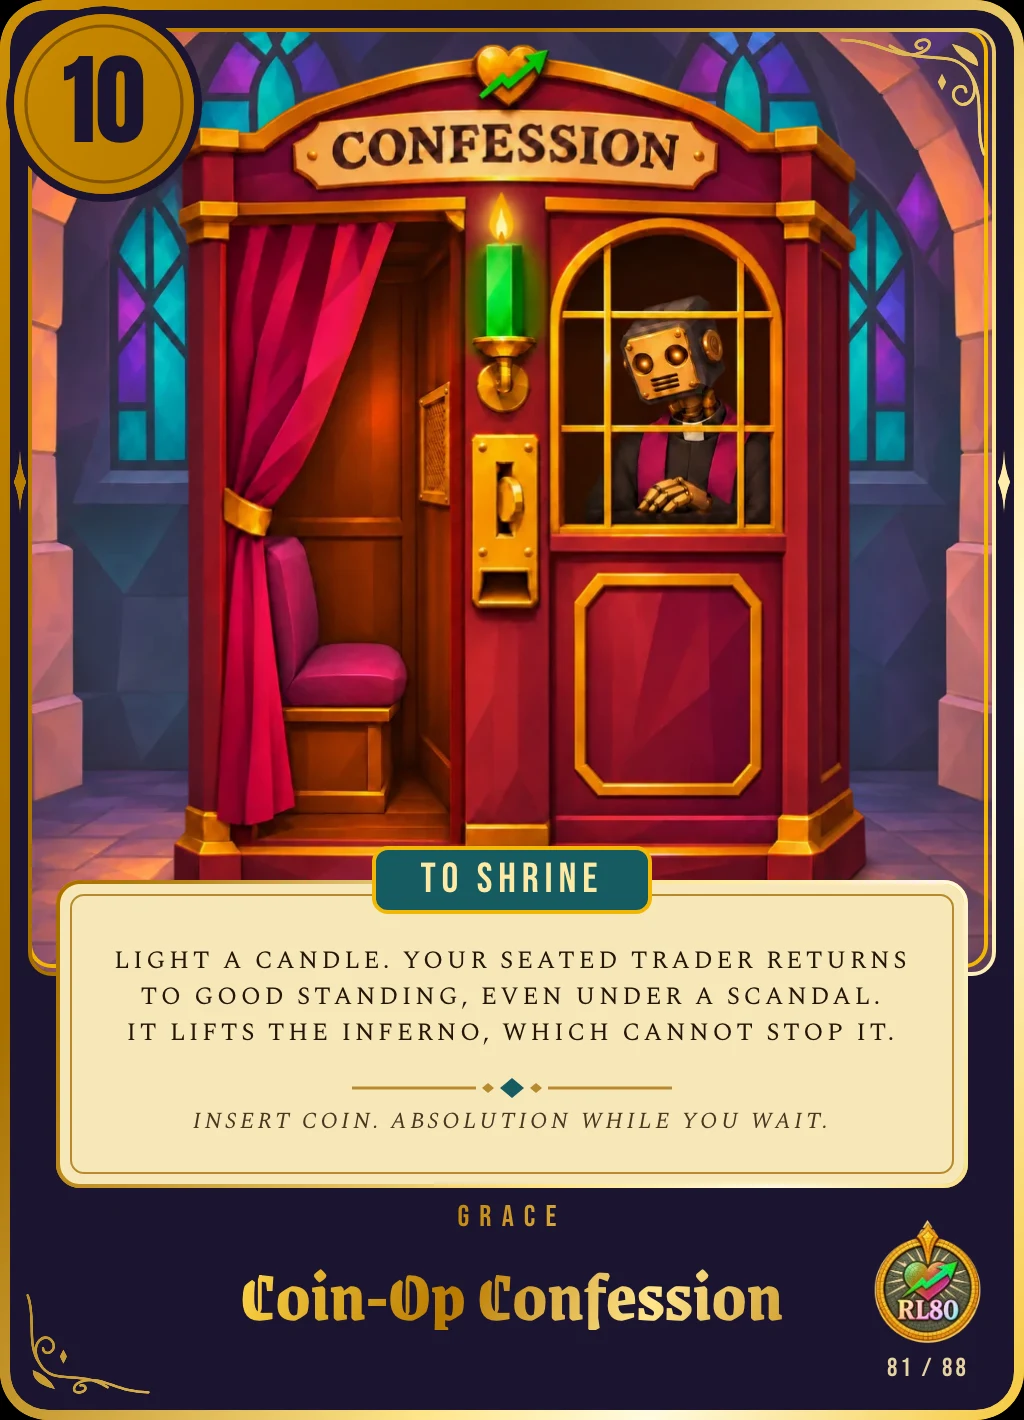 10
CONFESSION
TO SHRINE
LIGHT A CANDLE. YOUR SEATED TRADER RETURNS
TO GOOD STANDING, EVEN UNDER A SCANDAL.
IT LIFTS THE INFERNO, WHICH CANNOT STOP IT.
INSERT COIN. ABSOLUTION WHILE YOU WAIT.
GRACE
Coin-Op Confession
RL80
81 / 88